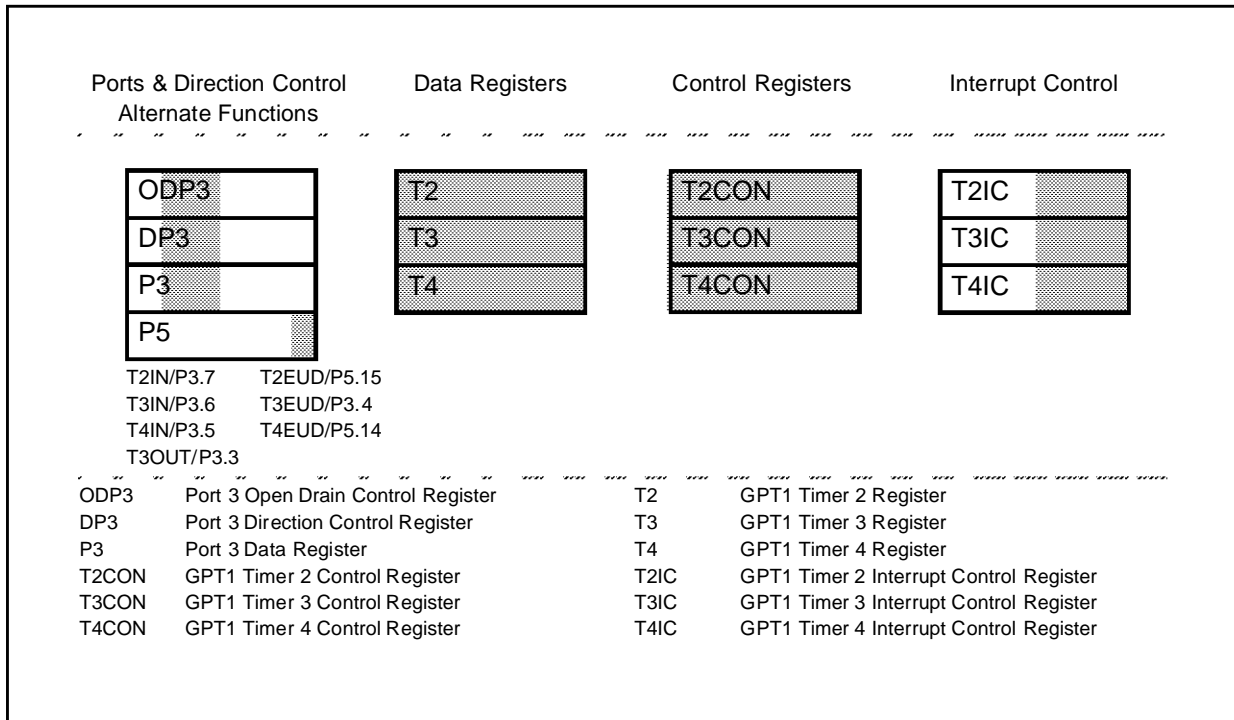 Ports & Direction Control Data Registers Control Registers Interrupt Control
Alternate Functions
ODP3 T2 T2CON T2IC
DP3 T3 T3CON T3IC
P3 T4 T4CON T4IC
P5
T2IN/P3.7 T2EUD/P5.15
T3IN/P3.6 T3EUD/P3.4
T4IN/P3.5 T4EUD/P5.14
T3OUT/P3.3
ODP3 Port 3 Open Drain Control Register T2 GPT1 Timer 2 Register
DP3 Port 3 Direction Control Register T3 GPT1 Timer 3 Register
P3 Port 3 Data Register T4 GPT1 Timer 4 Register
T2CON GPT1 Timer 2 Control Register T2IC GPT1 Timer 2 Interrupt Control Register
T3CON GPT1 Timer 3 Control Register T3IC GPT1 Timer 3 Interrupt Control Register
T4CON GPT1 Timer 4 Control Register T4IC GPT1 Timer 4 Interrupt Control Register